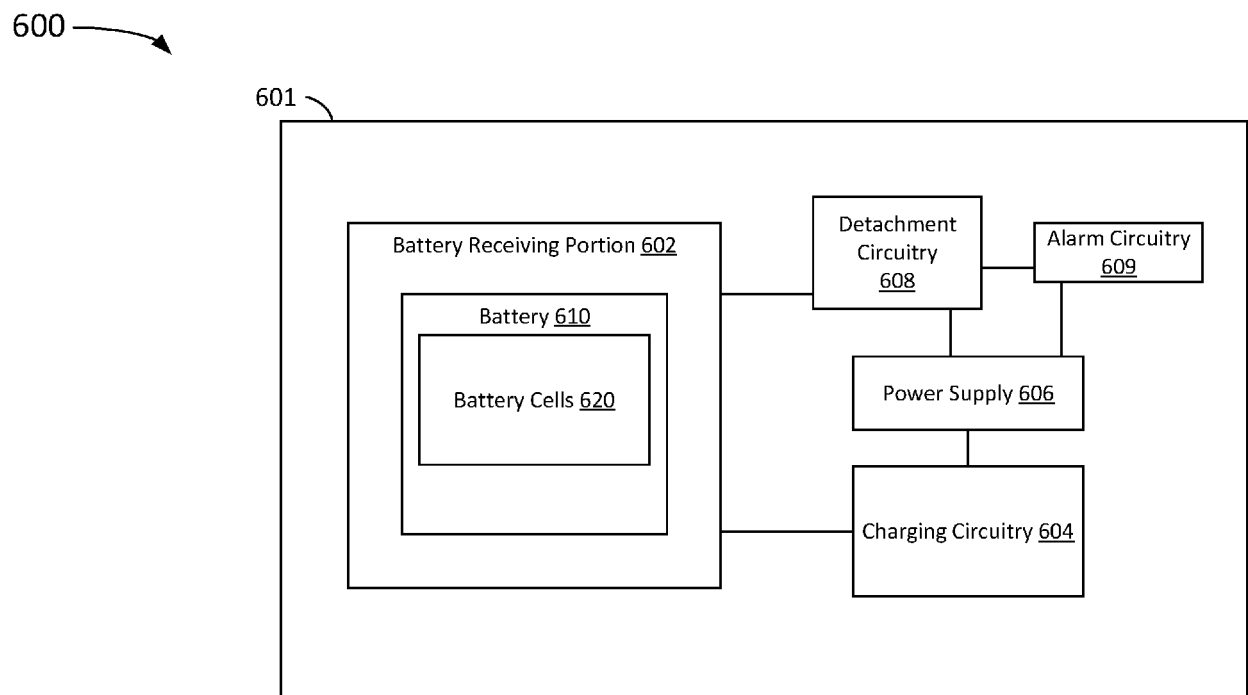 600
601
Battery Receiving Portion 602
Battery 610
Battery Cells 620
Detachment
Circuitry
608
Alarm Circuitry
609
Power Supply 606
Charging Circuitry 604